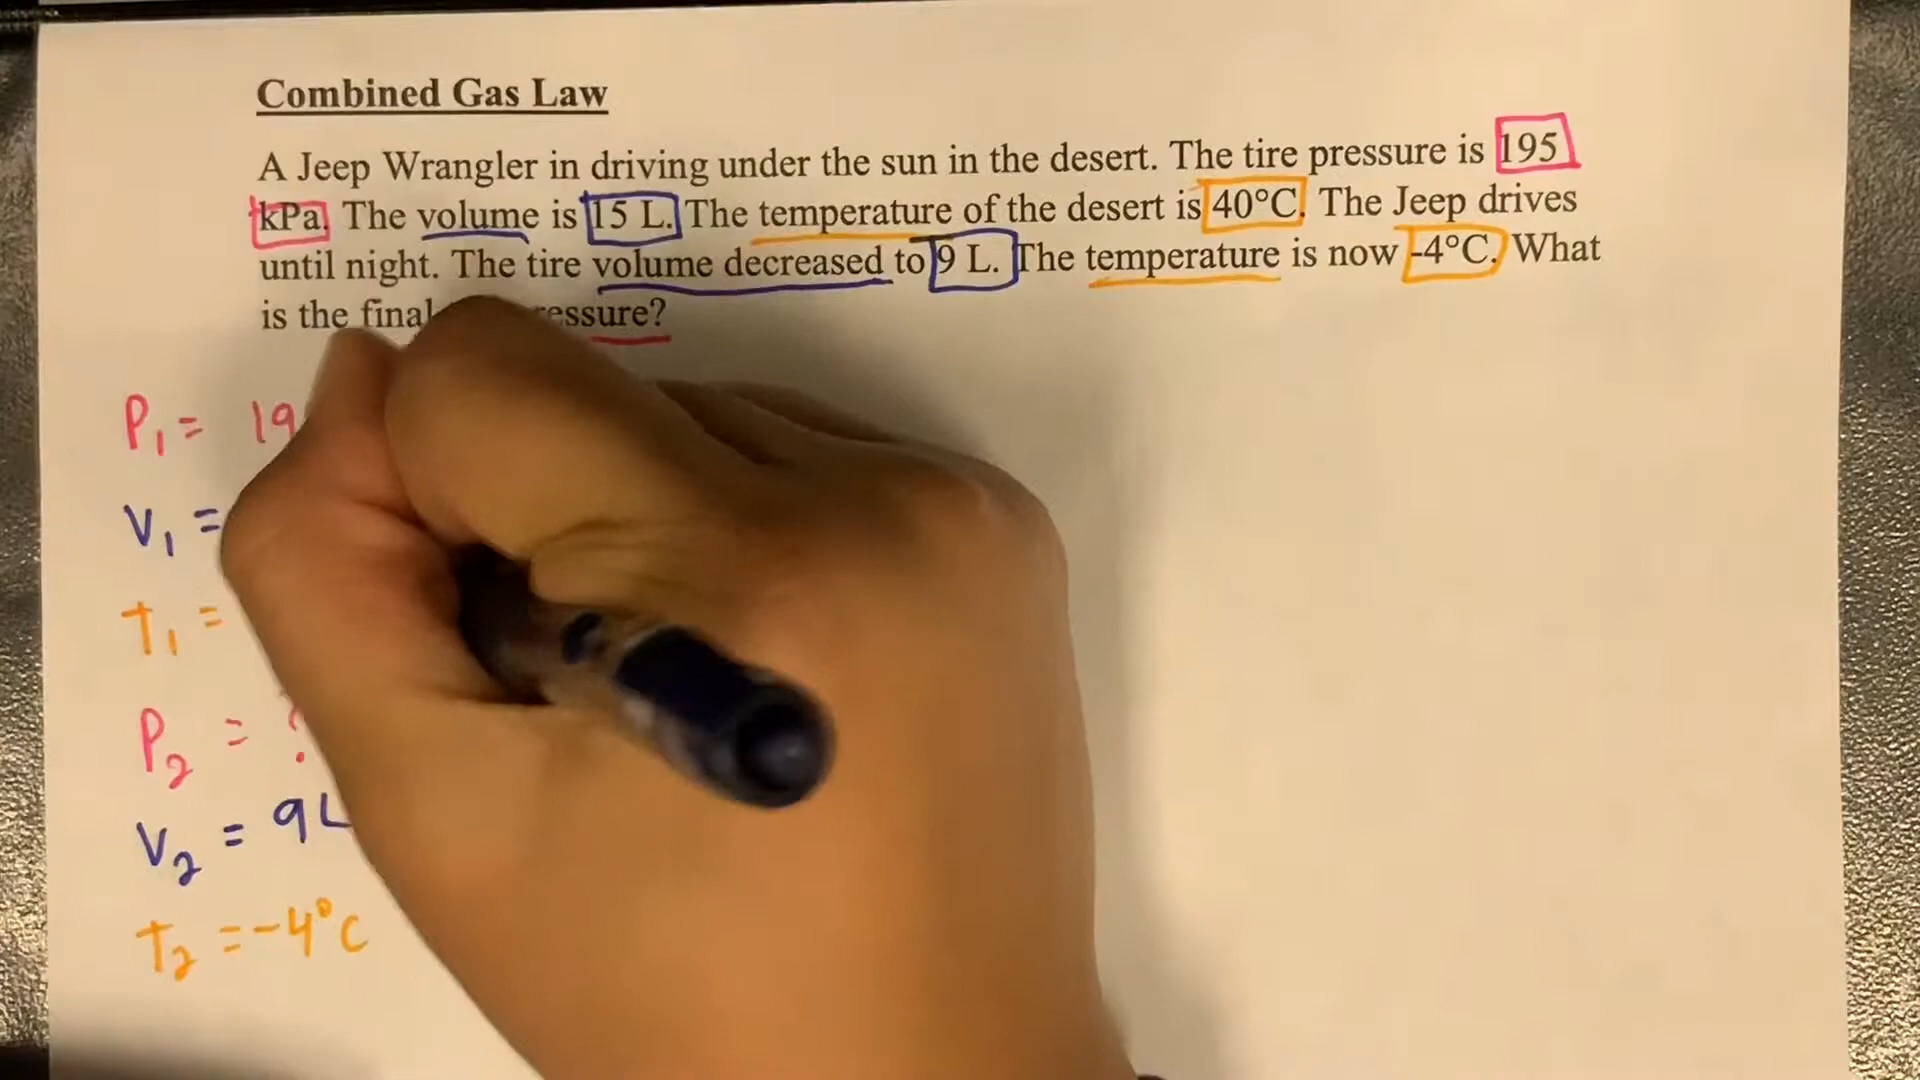 Combined Gas Law
A Jeep Wrangler in driving under the sun in the desert. The tire pressure is 195
kPa. The volume is 15 L. The temperature of the desert is 40°C. The Jeep drives
until night. The tire volume decreased to 9 L. The temperature is now -4°C. What
is the final ssure?
P₁ = 19
V₁ =
T₁ =
P₂ = ?
V₂ = 9L
T₂ = -4°C